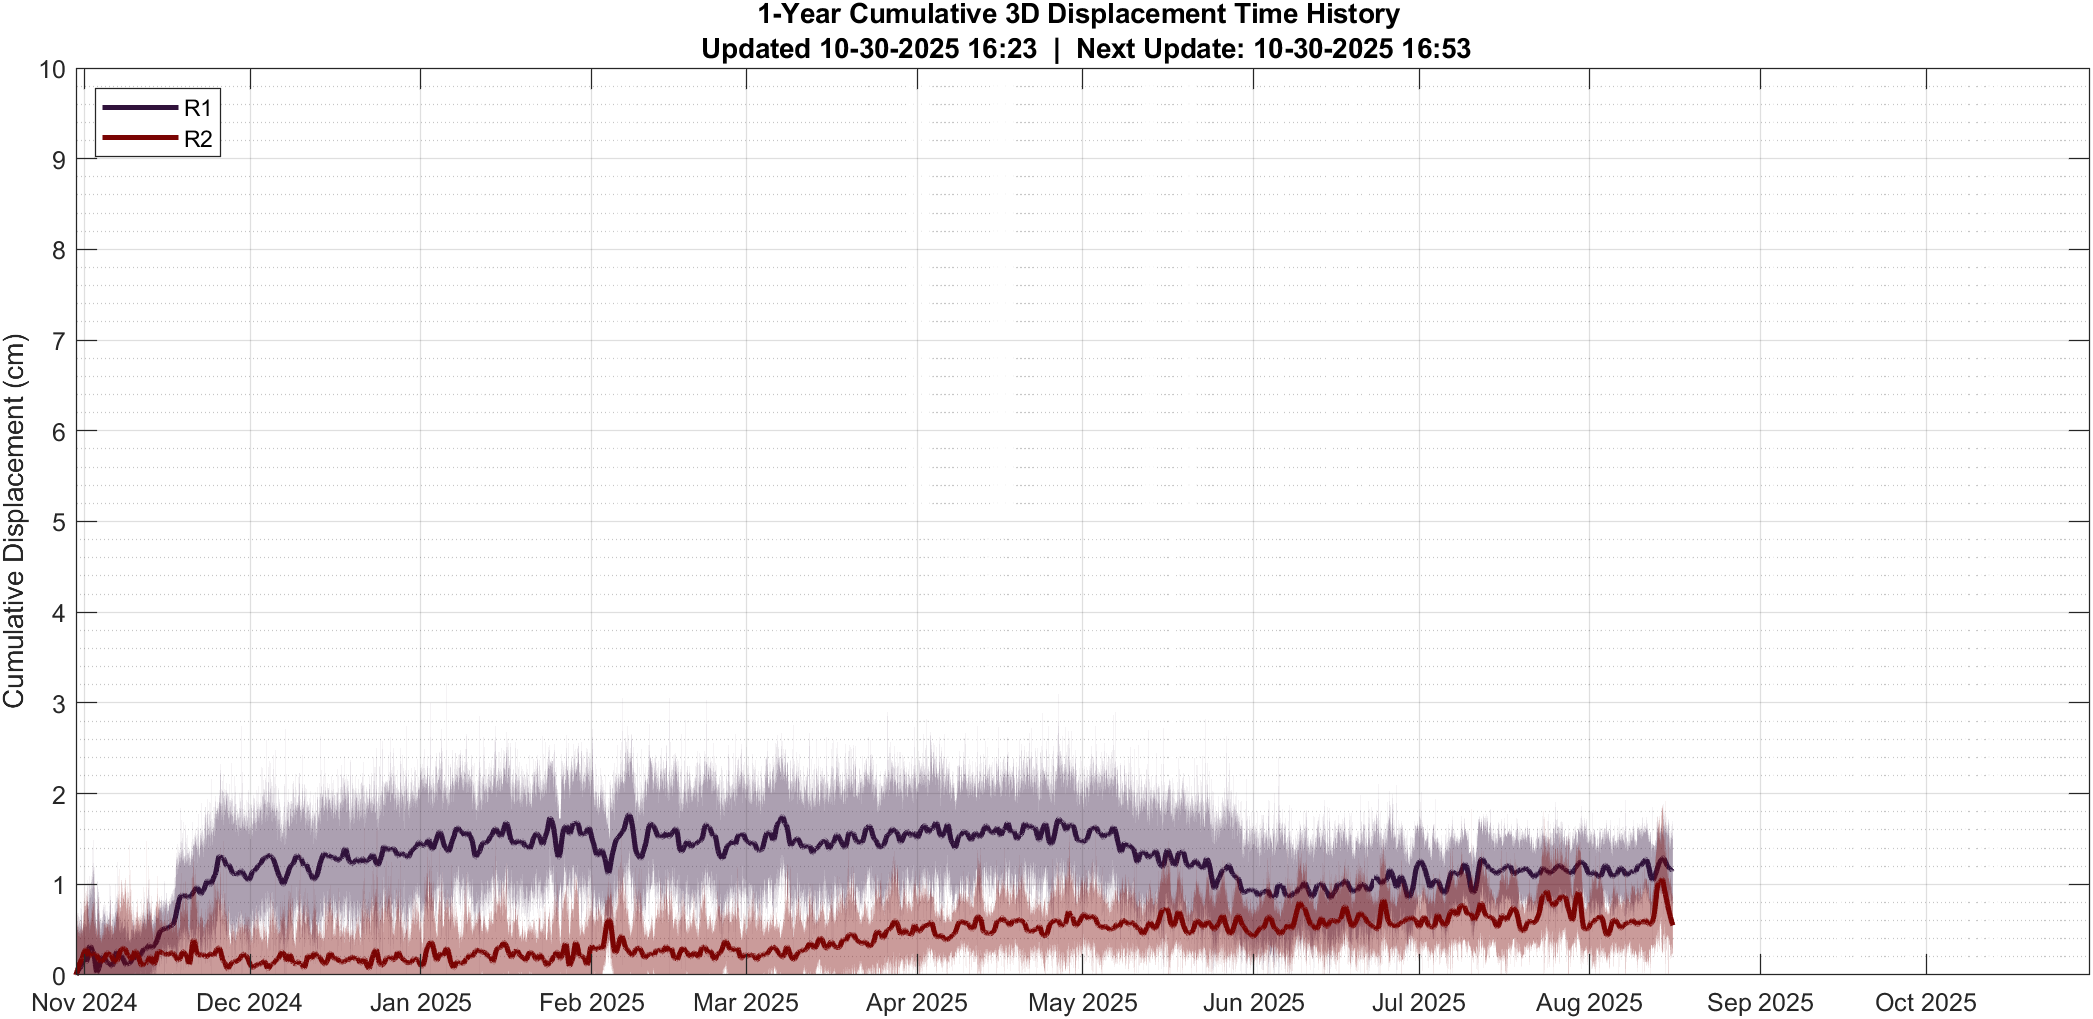 1-Year Cumulative 3D Displacement Time History
Updated 10-30-2025 16:23 | Next Update: 10-30-2025 16:53
R1
R2
Cumulative Displacement (cm)
10
9
8
7
6
5
4
3
2
1
0
Nov 2024 Dec 2024 Jan 2025 Feb 2025 Mar 2025 Apr 2025 May 2025 Jun 2025 Jul 2025 Aug 2025 Sep 2025 Oct 2025